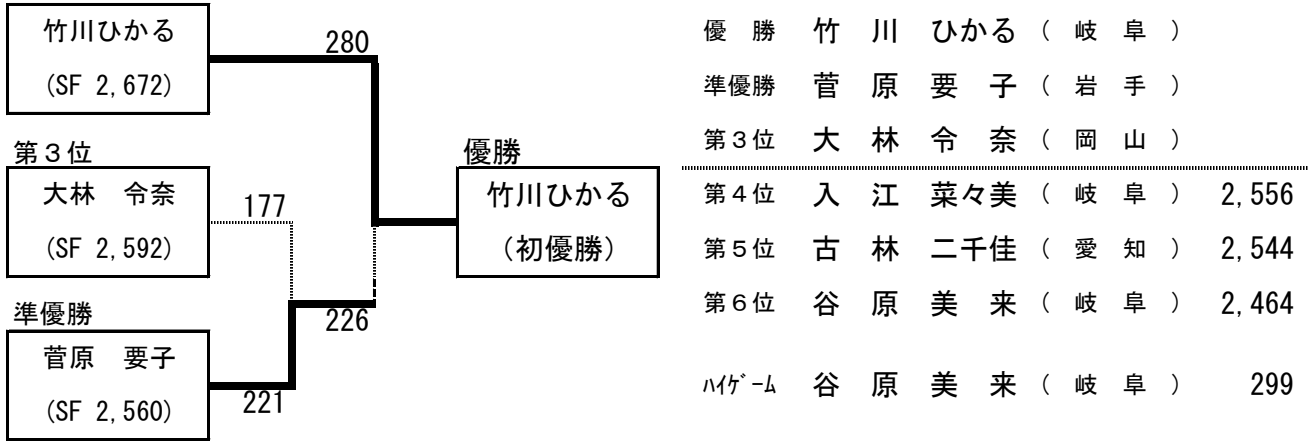 竹川ひかる
(SF 2,672)
280
第３位
大林　令奈
(SF 2,592)
177
準優勝
菅原　要子
(SF 2,560)
221
226
優勝
竹川ひかる
（初優勝）
優　勝　竹　川　ひかる （　岐　阜　）
準優勝　菅　原　要　子 （　岩　手　）
第３位　大　林　令　奈 （　岡　山　）
第４位　入　江　菜々美 （　岐　阜　） 2,556
第５位　古　林　二千佳 （　愛　知　） 2,544
第６位　谷　原　美　来 （　岐　阜　） 2,464
ﾊｲｹﾞｰﾑ　谷　原　美　来 （　岐　阜　） 299